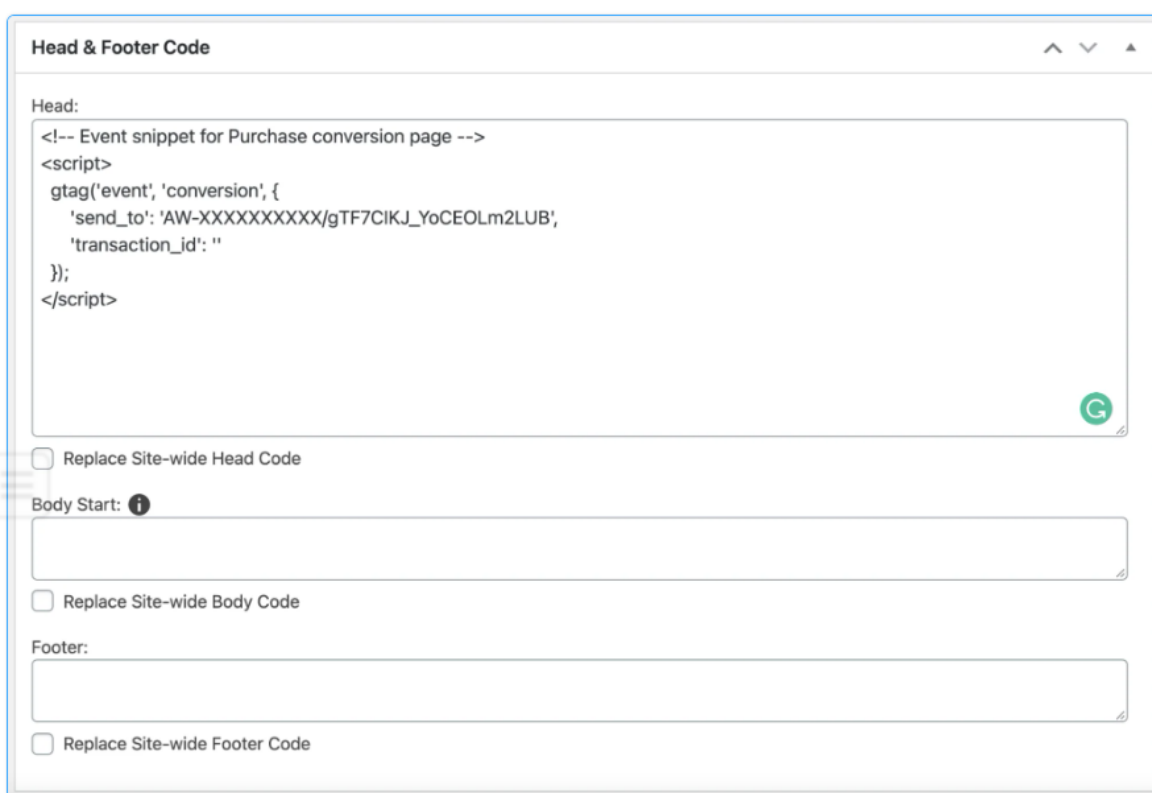 Head & Footer Code
Head:
<!-- Event snippet for Purchase conversion page -->
<script>
gtag('event', 'conversion', {
'send_to': 'AW-XXXXXXXXXX/gTF7CIKJ_YoCEOLm2LUB',
'transaction_id': ''
});
</script>
Replace Site-wide Head Code
Body Start:
Replace Site-wide Body Code
Footer:
Replace Site-wide Footer Code